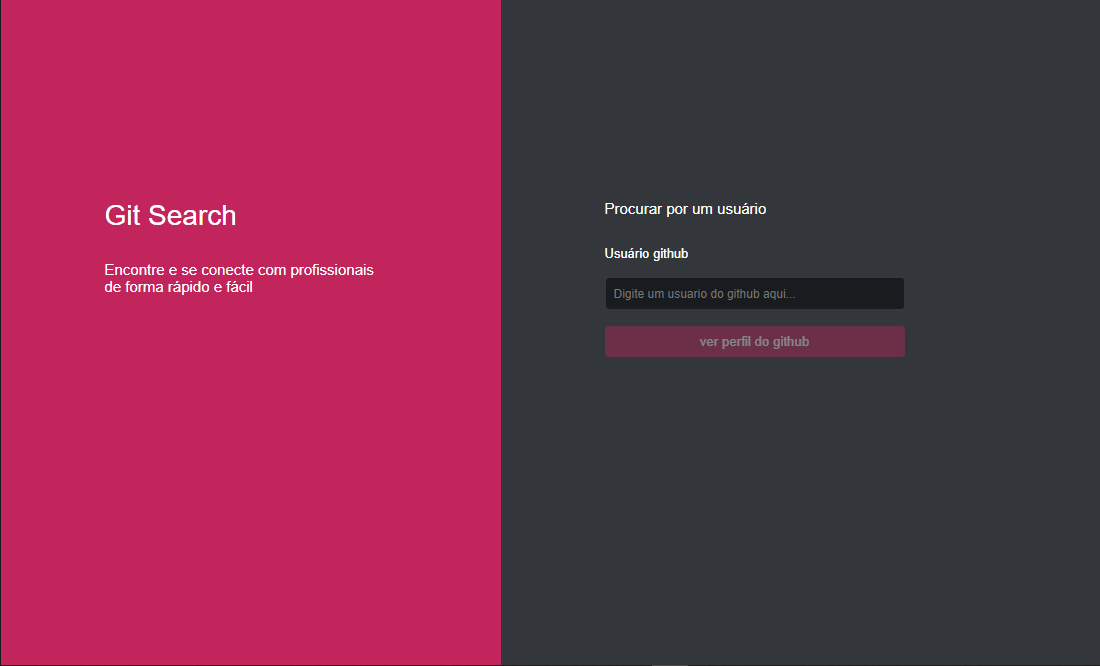 Git Search
Encontre e se conecte com profissionais
de forma rápido e fácil
Procurar por um usuário
Usuário github
Digite um usuario do github aqui...
ver perfil do github